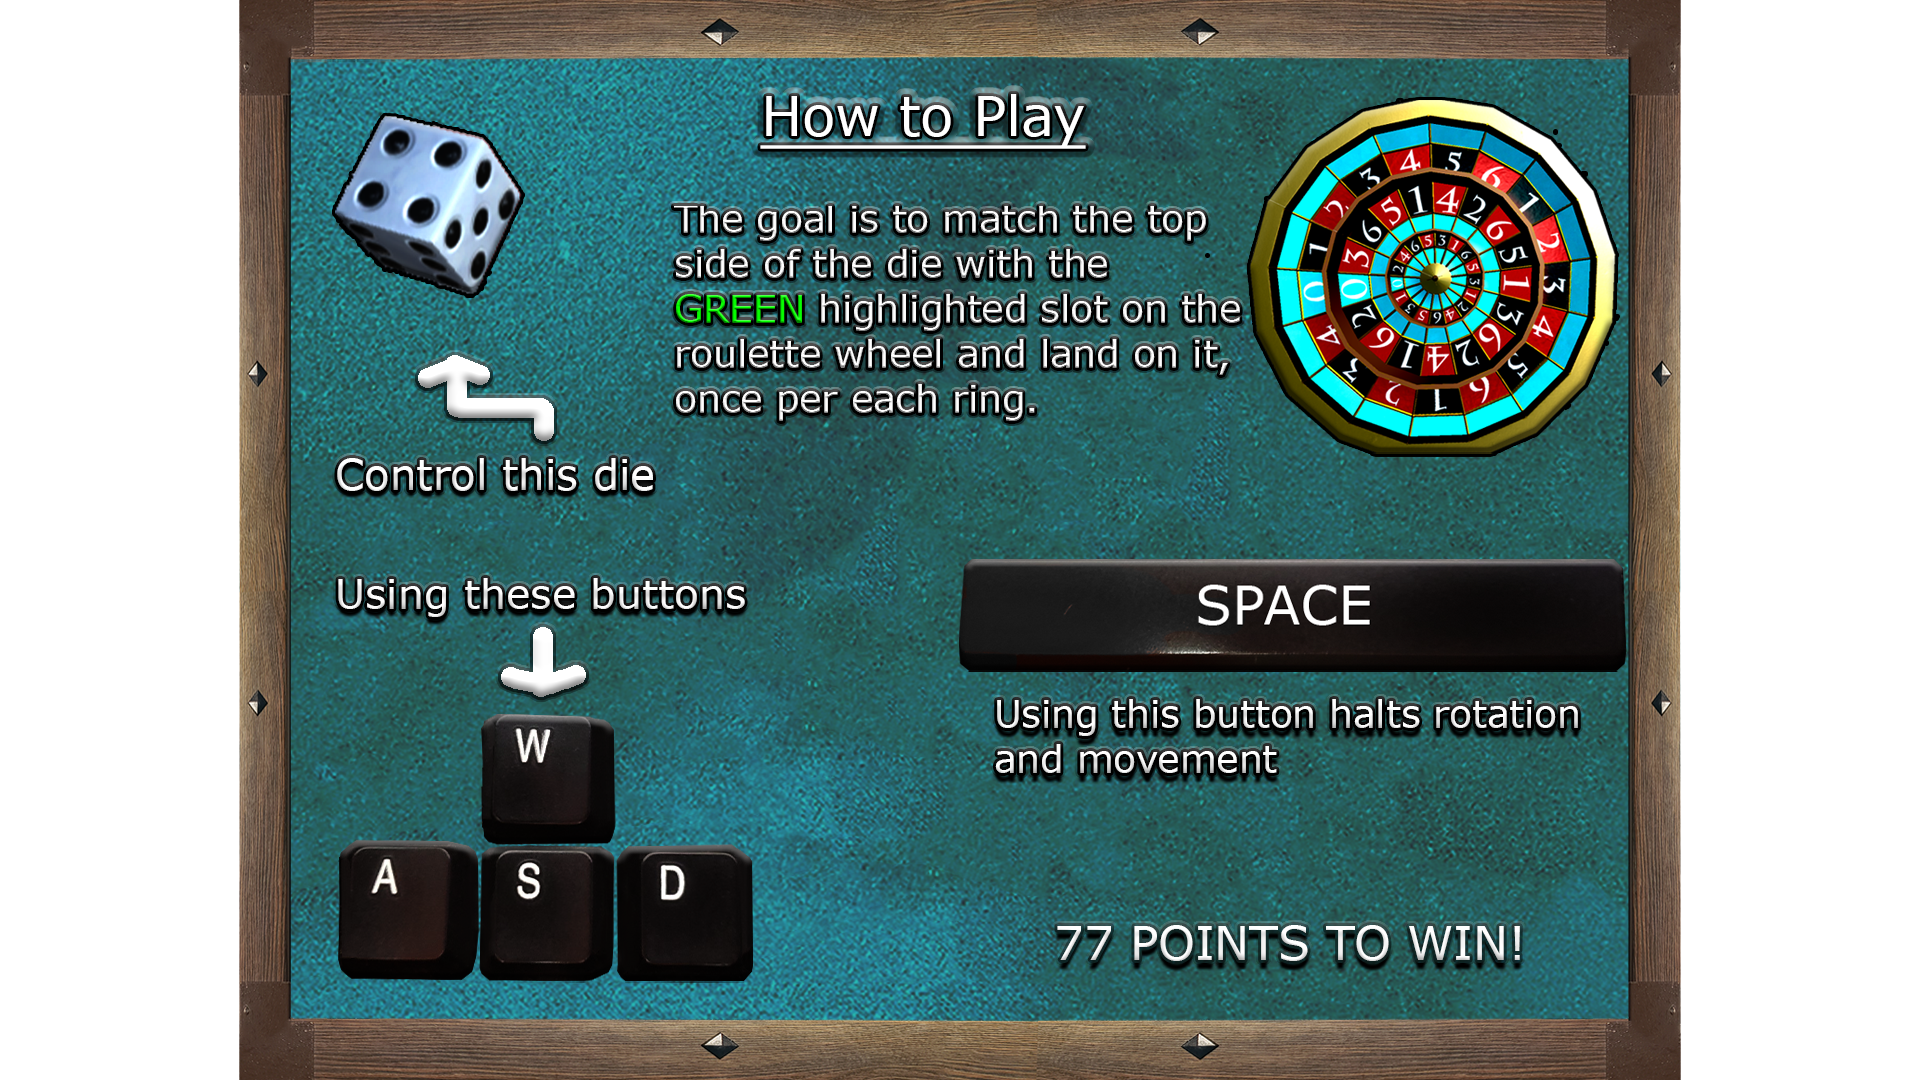 How to Play
The goal is to match the top
side of the die with the
GREEN highlighted slot on the
roulette wheel and land on it,
once per each ring.
Control this die
Using these buttons
W
A S D
SPACE
Using this button halts rotation
and movement
77 POINTS TO WIN!